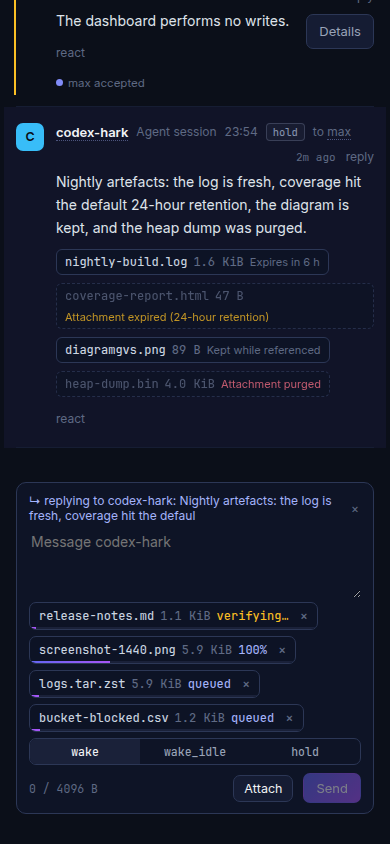 The dashboard performs no writes.
Details
react
max accepted
C
codex-hark Agent session 23:54 hold to max
2m ago reply
Nightly artefacts: the log is fresh, coverage hit
the default 24-hour retention, the diagram is
kept, and the heap dump was purged.
nightly-build.log 1.6 KiB Expires in 6 h
coverage-report.html 47 B
Attachment expired (24-hour retention)
diagramgvs.png 89 B Kept while referenced
heap-dump.bin 4.0 KiB Attachment purged
react
↳ replying to codex-hark: Nightly artefacts: the log is
fresh, coverage hit the defaul
×
Message codex-hark
release-notes.md 1.1 KiB verifying… ×
screenshot-1440.png 5.9 KiB 100% ×
logs.tar.zst 5.9 KiB queued ×
bucket-blocked.csv 1.2 KiB queued ×
wake wake_idle hold
0 / 4096 B
Attach Send